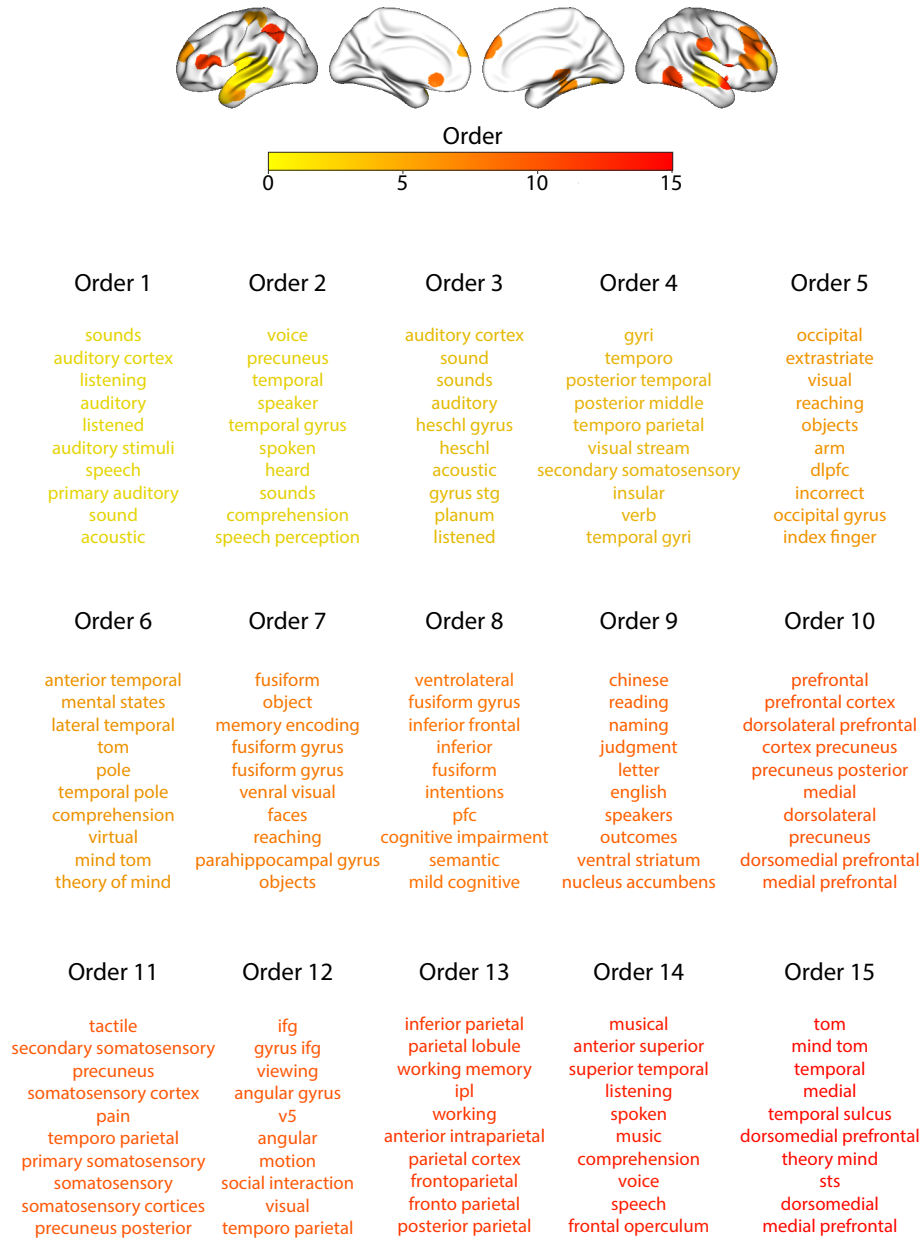 Order
0 5 10 15
Order 1 Order 2 Order 3 Order 4 Order 5
sounds voice auditory cortex gyri occipital
auditory cortex precuneus sound temporo extrastriate
listening temporal sounds posterior temporal visual
auditory speaker auditory posterior middle reaching
listened temporal gyrus heschl gyrus temporo parietal objects
auditory stimuli spoken heschl visual stream arm
speech heard acoustic secondary somatosensory dlpfc
primary auditory sounds gyrus stg insular incorrect
sound comprehension planum verb occipital gyrus
acoustic speech perception listened temporal gyri index finger
Order 6 Order 7 Order 8 Order 9 Order 10
anterior temporal fusiform ventrolateral chinese prefrontal
mental states object fusiform gyrus reading prefrontal cortex
lateral temporal memory encoding inferior frontal naming dorsolateral prefrontal
tom fusiform gyrus inferior judgment cortex precuneus
pole fusiform gyrus fusiform letter precuneus posterior
temporal pole venral visual intentions english medial
comprehension faces pfc speakers dorsolateral
virtual reaching cognitive impairment outcomes precuneus
mind tom parahippocampal gyrus semantic ventral striatum dorsomedial prefrontal
theory of mind objects mild cognitive nucleus accumbens medial prefrontal
Order 11 Order 12 Order 13 Order 14 Order 15
tactile ifg inferior parietal musical tom
secondary somatosensory gyrus ifg parietal lobule anterior superior mind tom
precuneus viewing working memory superior temporal temporal
somatosensory cortex angular gyrus ipl listening medial
pain v5 working spoken temporal sulcus
temporo parietal angular anterior intraparietal music dorsomedial prefrontal
primary somatosensory motion parietal cortex comprehension theory mind
somatosensory social interaction frontoparietal voice sts
somatosensory cortices visual fronto parietal speech dorsomedial
precuneus posterior temporo parietal posterior parietal frontal operculum medial prefrontal